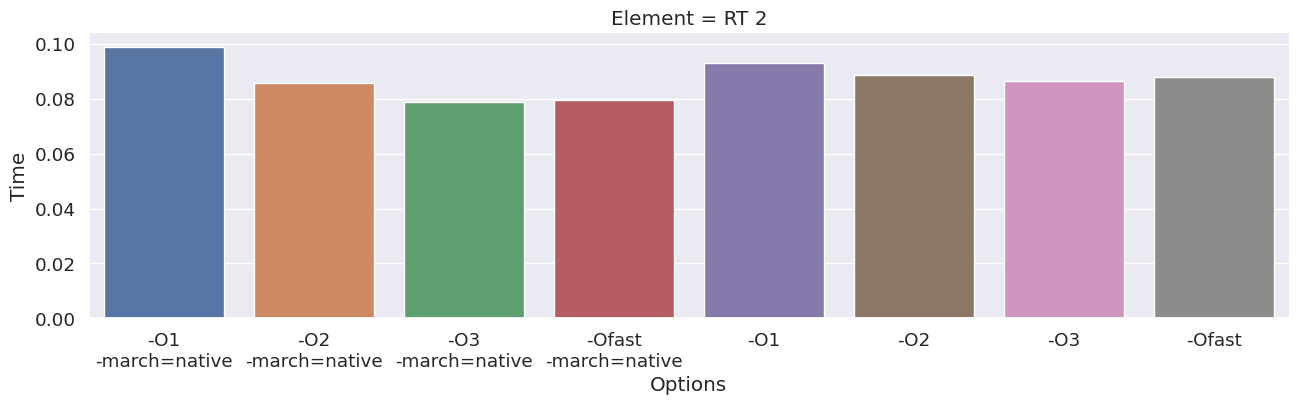 Element = RT 2
Time
0.10
0.08
0.06
0.04
0.02
0.00
-O1
-march=native
-O2
-march=native
-O3
-march=native
-Ofast
-march=native
-O1
-O2
-O3
-Ofast
Options